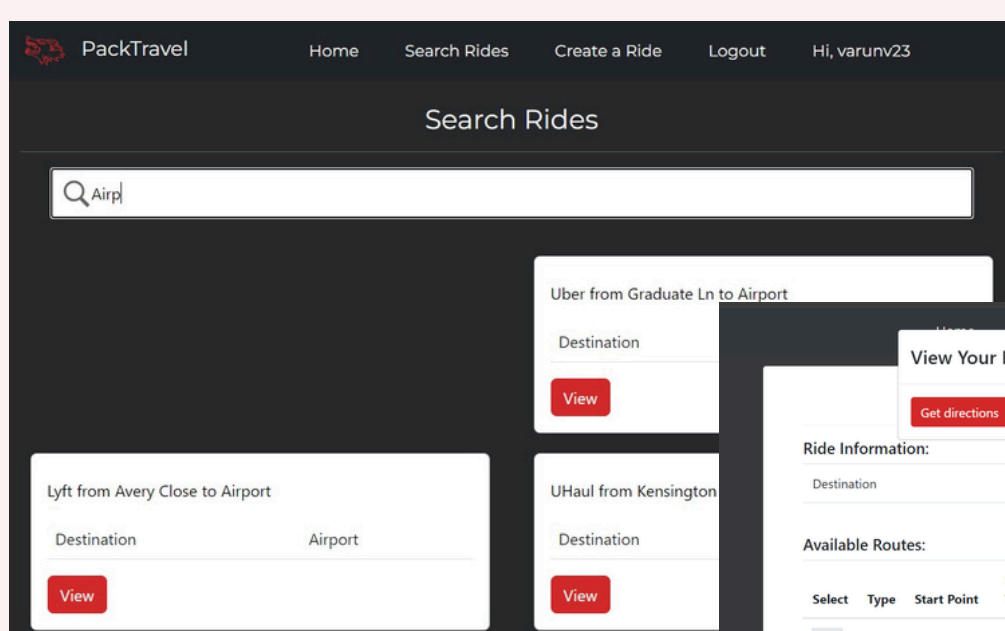 PackTravel Home Search Rides Create a Ride Logout Hi, varunv23
Search Rides
Airp
Uber from Graduate Ln to Airport
Destination
View
Lyft from Avery Close to Airport
Destination Airport
View
UHaul from Kensington
Destination
View
Home
View Your
Get directions
Ride Information:
Destination
Available Routes:
Select Type Start Point